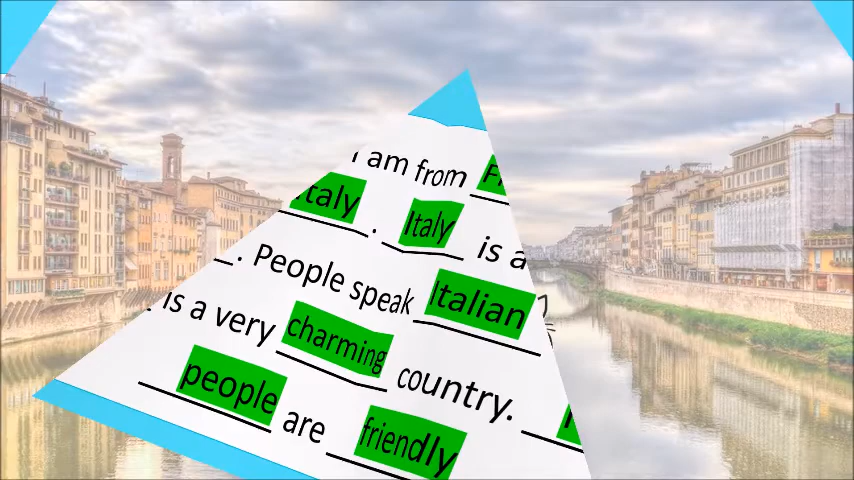 am from
Italy. Italy is a
. People speak Italian
is a very charming country.
people are friendly